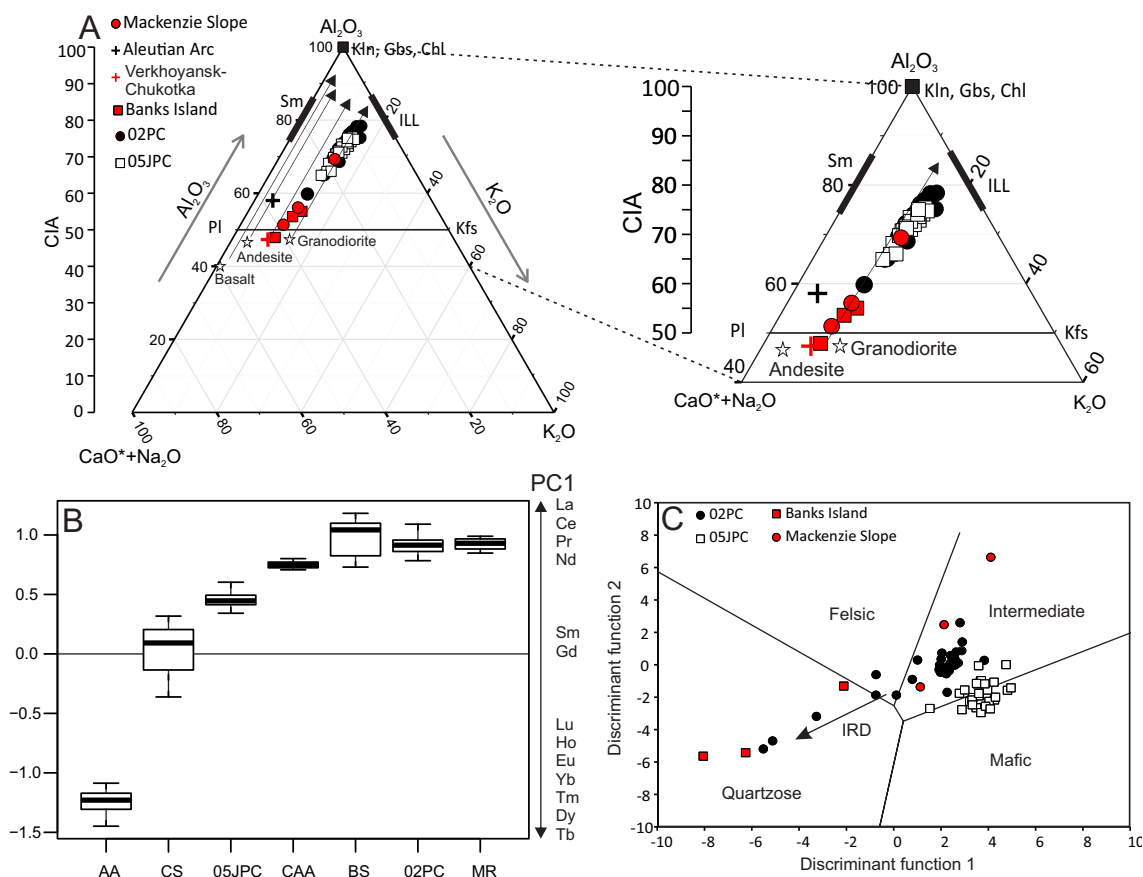 A
Mackenzie Slope
Aleutian Arc
Verkhoyansk-
Chukotka
Banks Island
02PC
05JPC
CIA
100
90
80
70
60
50
40
30
20
10
0
Al₂O₃
100
Kln, Gbs, Chl
Sm
80
20
ILL
Al₂O₃
K₂O
60
40
Pl
Kfs
Granodiorite
Andesite
40
Basalt
60
20
80
100
80
60
40
20
100
CaO*+Na₂O
K₂O
Al₂O₃
100
Kln, Gbs, Chl
CIA
100
90
80
70
60
50
Sm
80
20
ILL
60
40
Pl
Kfs
Granodiorite
Andesite
40
60
CaO*+Na₂O
K₂O
B
PC1
1.0
0.5
0.0
−0.5
−1.0
−1.5
La
Ce
Pr
Nd
Sm
Gd
Lu
Ho
Eu
Yb
Tm
Dy
Tb
AA CS 05JPC CAA BS 02PC MR
C
02PC
Banks Island
05JPC
Mackenzie Slope
Discriminant function 2
10
8
6
4
2
0
-2
-4
-6
-8
-10
Felsic
Intermediate
IRD
Mafic
Quartzose
-10 -8 -6 -4 -2 0 2 4 6 8 10
Discriminant function 1